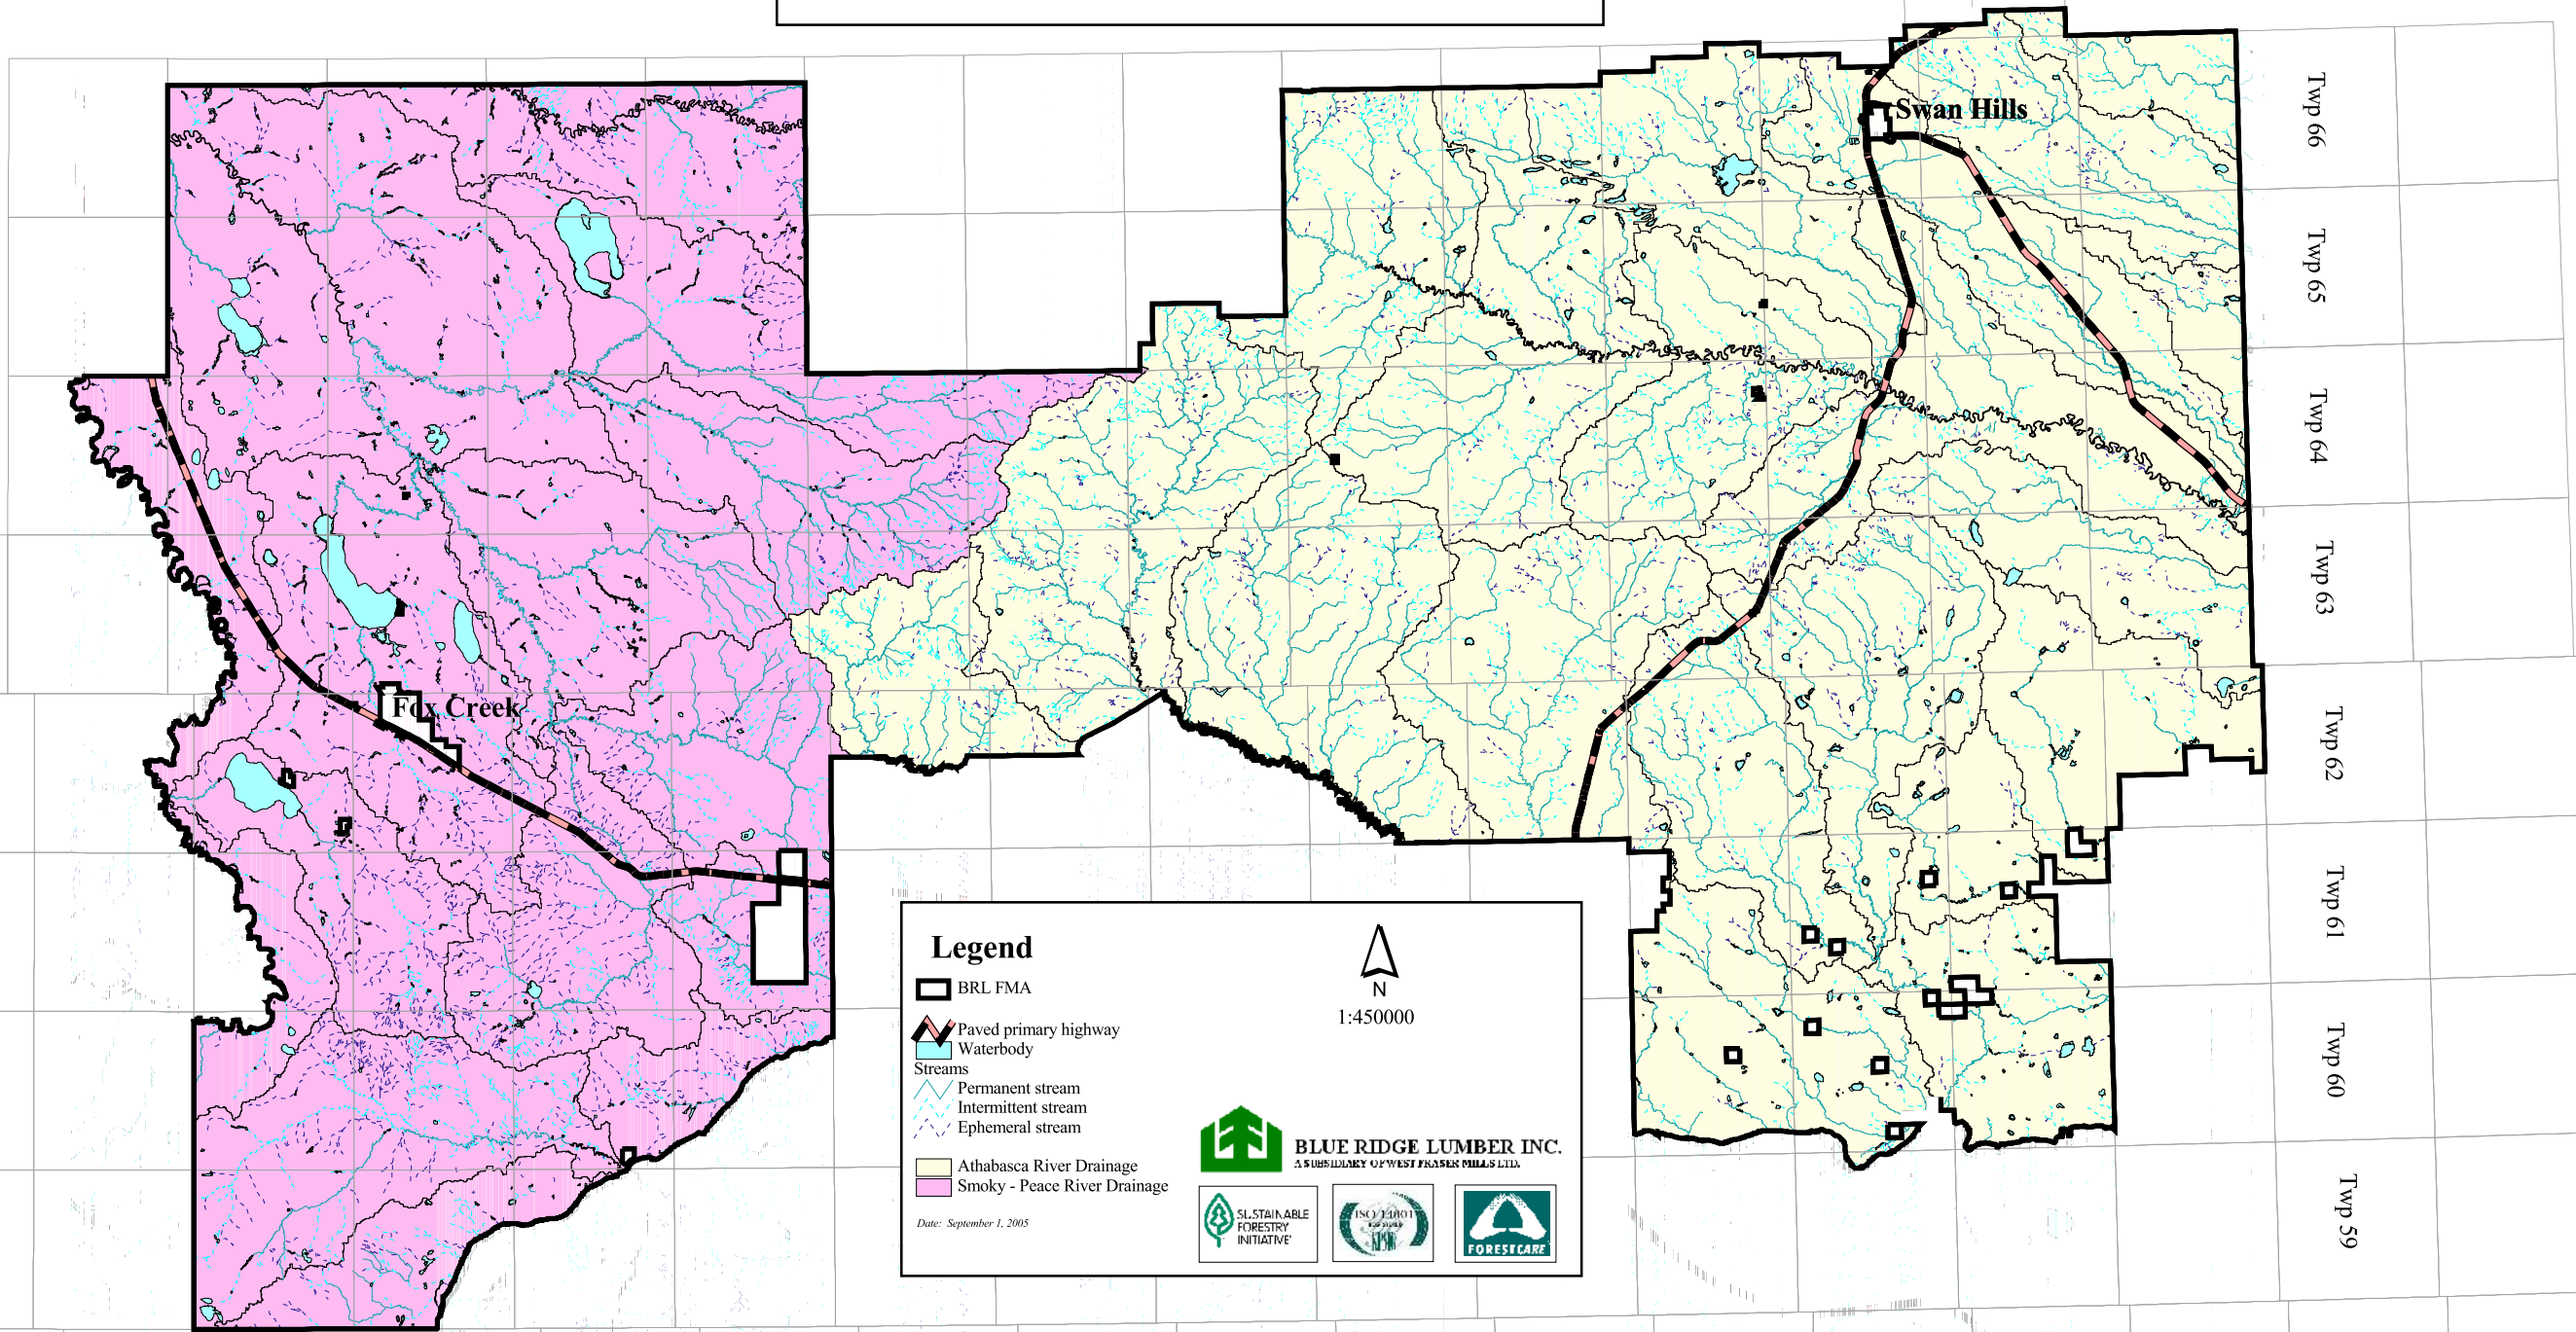 Swan Hills
Twp 66
Twp 65
Twp 64
Twp 63
Fox Creek
Twp 62
Twp 61
Twp 60
Twp 59
Legend
BRL FMA
Paved primary highway
Waterbody
Streams
Permanent stream
Intermittent stream
Ephemeral stream
Athabasca River Drainage
Smoky - Peace River Drainage
Date: September 1, 2005
N
1:450000
BLUE RIDGE LUMBER INC.
A SUBSIDIARY OF WEST FRASER MILLS LTD.
SUSTAINABLE
FORESTRY
INITIATIVE
ISO 14001
FORESTCARE